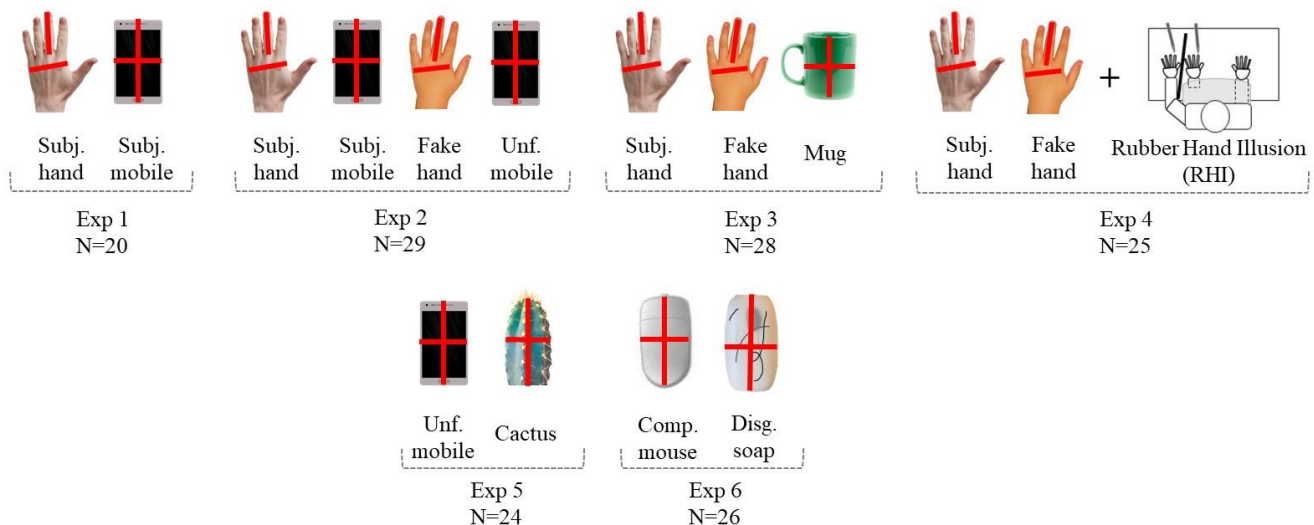 Subj. hand
Subj. mobile
Subj. hand
Subj. mobile
Fake hand
Unf. mobile
Subj. hand
Fake hand
Mug
Subj. hand
Fake hand
+
Rubber Hand Illusion (RHI)
Exp 1
N=20
Exp 2
N=29
Exp 3
N=28
Exp 4
N=25
Unf. mobile
Cactus
Comp. mouse
Disg. soap
Exp 5
N=24
Exp 6
N=26